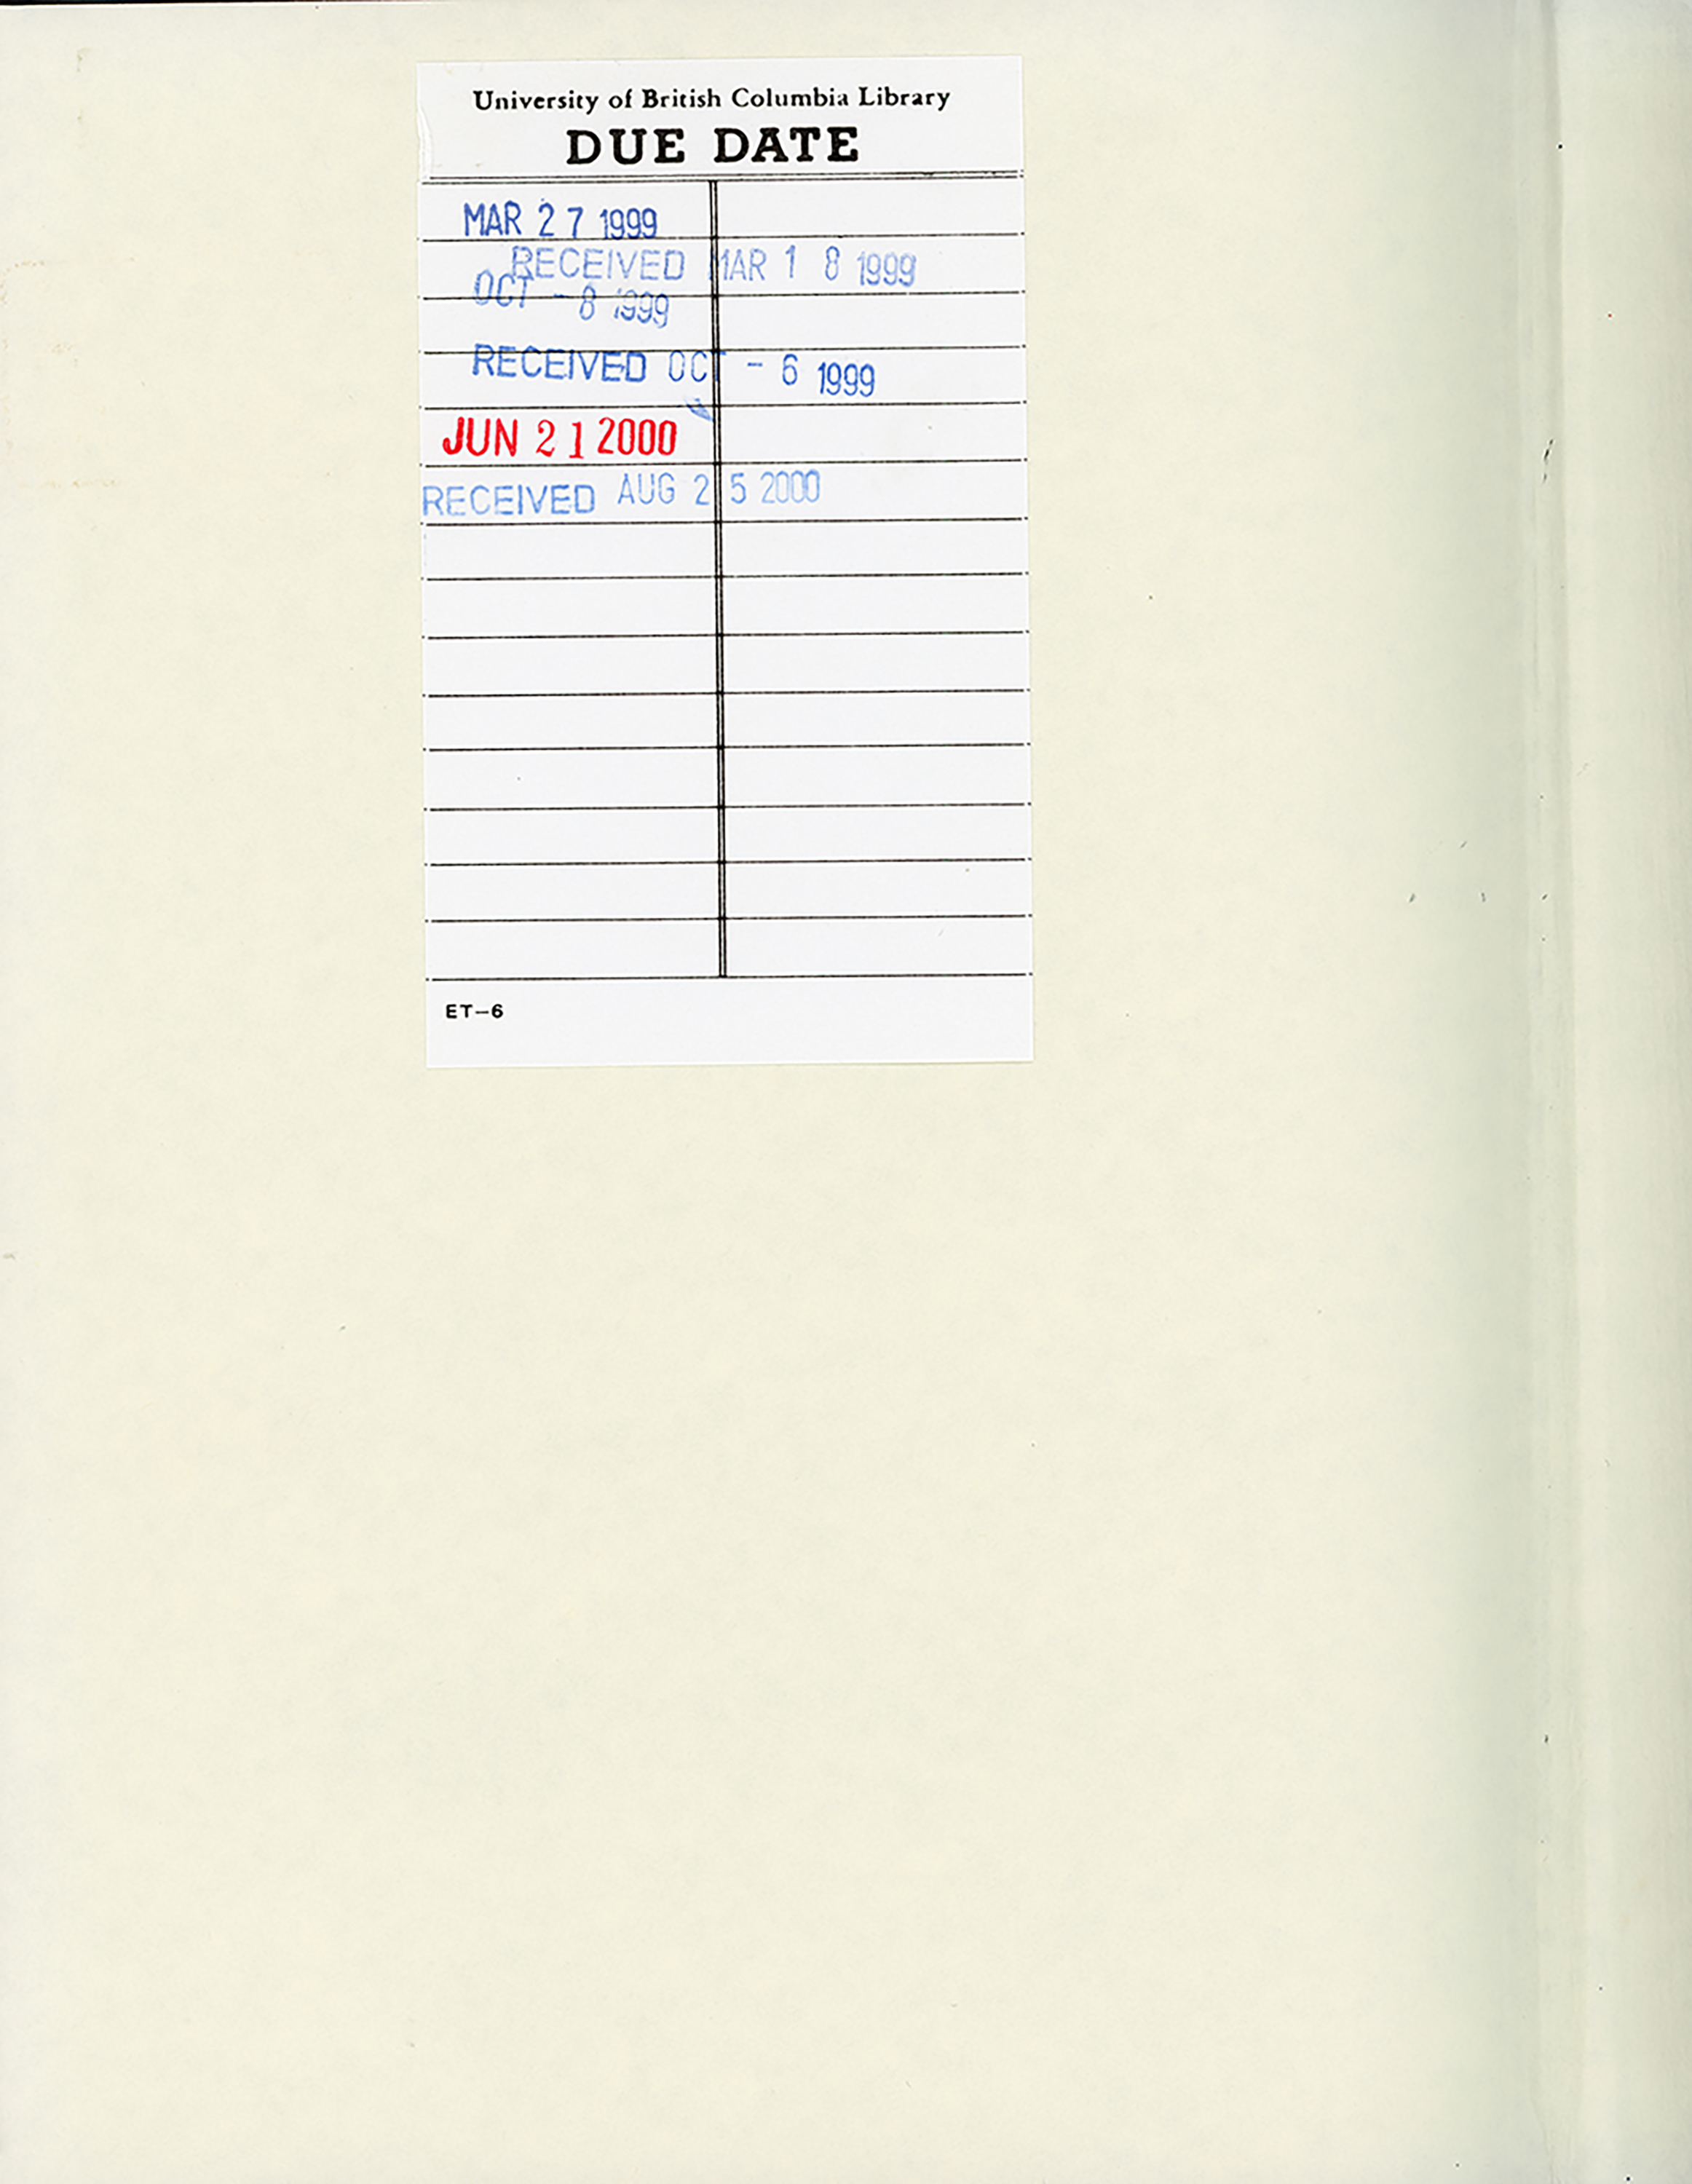 University of British Columbia Library
DUE DATE
MAR 27 1999
RECEIVED MAR 18 1999
OCT - 8 1999
RECEIVED OCT - 6 1999
JUN 21 2000
RECEIVED AUG 25 2000
ET-6